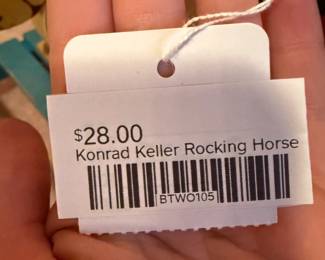 $28.00
Konrad Keller Rocking Horse
BTWO105